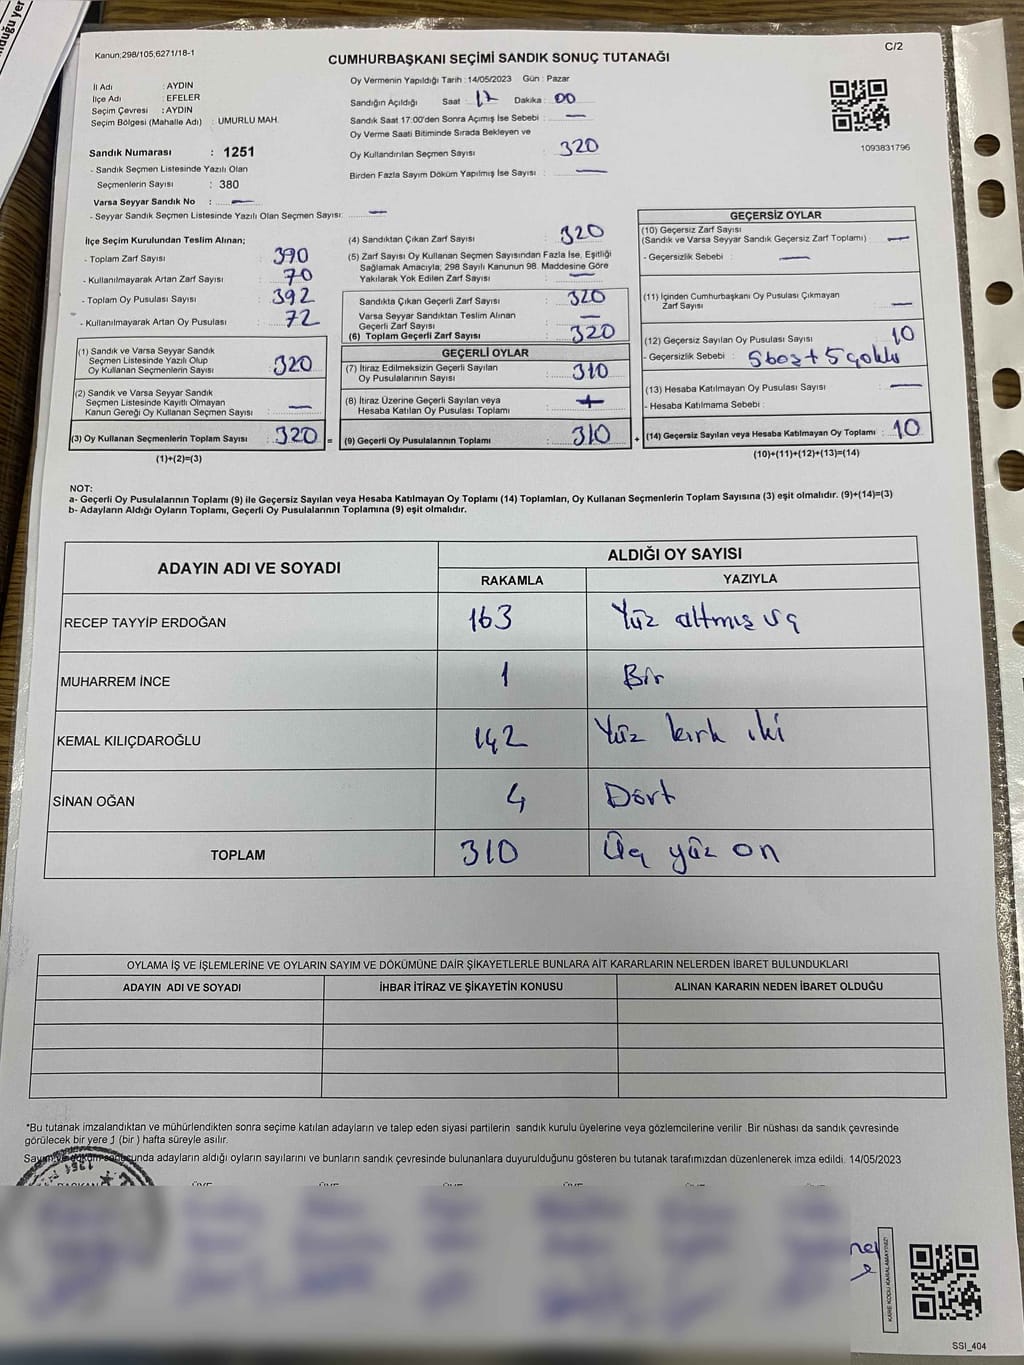 duğu yer
Kanun;298/105,6271/18-1
C/2
CUMHURBAŞKANI SEÇİMİ SANDIK SONUÇ TUTANAĞI
İl Adı : AYDIN
İlçe Adı : EFELER
Seçim Çevresi : AYDIN
Seçim Bölgesi (Mahalle Adı) : UMURLU MAH.
Sandık Numarası : 1251
- Sandık Seçmen Listesinde Yazılı Olan
Seçmenlerin Sayısı : 380
Varsa Seyyar Sandık No : —
- Seyyar Sandık Seçmen Listesinde Yazılı Olan Seçmen Sayısı: —
Oy Vermenin Yapıldığı Tarih : 14/05/2023 Gün : Pazar
Sandığın Açıldığı Saat : 17 Dakika : 00
Sandık Saat 17:00'den Sonra Açımış İse Sebebi : —
Oy Verme Saati Bitiminde Sırada Bekleyen ve
Oy Kullandırılan Seçmen Sayısı : 320
Birden Fazla Sayım Döküm Yapılmış İse Sayısı : —
1093831796
İlçe Seçim Kurulundan Teslim Alınan;
- Toplam Zarf Sayısı : 390
- Kullanılmayarak Artan Zarf Sayısı : 70
- Toplam Oy Pusulası Sayısı : 392
- Kullanılmayarak Artan Oy Pusulası : 72
(1) Sandık ve Varsa Seyyar Sandık
Seçmen Listesinde Yazılı Olup
Oy Kullanan Seçmenlerin Sayısı : 320
(2) Sandık ve Varsa Seyyar Sandık
Seçmen Listesinde Kayıtlı Olmayan
Kanun Gereği Oy Kullanan Seçmen Sayısı : —
(3) Oy Kullanan Seçmenlerin Toplam Sayısı : 320 =
(1)+(2)=(3)
(4) Sandıktan Çıkan Zarf Sayısı : 320
(5) Zarf Sayısı Oy Kullanan Seçmen Sayısından Fazla İse, Eşitliği
Sağlamak Amacıyla; 298 Sayılı Kanunun 98. Maddesine Göre
Yakılarak Yok Edilen Zarf Sayısı : —
Sandıkta Çıkan Geçerli Zarf Sayısı : 320
Varsa Seyyar Sandıktan Teslim Alınan
Geçerli Zarf Sayısı : —
(6) Toplam Geçerli Zarf Sayısı : 320
GEÇERLİ OYLAR
(7) İtiraz Edilmeksizin Geçerli Sayılan
Oy Pusulalarının Sayısı : 310
(8) İtiraz Üzerine Geçerli Sayılan veya
Hesaba Katılan Oy Pusulası Toplamı : +
(9) Geçerli Oy Pusulalarının Toplamı : 310 +
GEÇERSİZ OYLAR
(10) Geçersiz Zarf Sayısı
(Sandık ve Varsa Seyyar Sandık Geçersiz Zarf Toplamı) : —
- Geçersizlik Sebebi : —
(11) İçinden Cumhurbaşkanı Oy Pusulası Çıkmayan
Zarf Sayısı : —
(12) Geçersiz Sayılan Oy Pusulası Sayısı : 10
- Geçersizlik Sebebi : 5 boş + 5 çoklu
(13) Hesaba Katılmayan Oy Pusulası Sayısı : —
- Hesaba Katılmama Sebebi :
(14) Geçersiz Sayılan veya Hesaba Katılmayan Oy Toplamı : 10
(10)+(11)+(12)+(13)=(14)
NOT:
a- Geçerli Oy Pusulalarının Toplamı (9) ile Geçersiz Sayılan veya Hesaba Katılmayan Oy Toplamı (14) Toplamları, Oy Kullanan Seçmenlerin Toplam Sayısına (3) eşit olmalıdır. (9)+(14)=(3)
b- Adayların Aldığı Oyların Toplamı, Geçerli Oy Pusulalarının Toplamına (9) eşit olmalıdır.
ADAYIN ADI VE SOYADI
ALDIĞI OY SAYISI
RAKAMLA YAZIYLA
RECEP TAYYİP ERDOĞAN 163 Yüz altmış üç
MUHARREM İNCE 1 Bir
KEMAL KILIÇDAROĞLU 142 Yüz kırk iki
SİNAN OĞAN 4 Dört
TOPLAM 310 Üç yüz on
OYLAMA İŞ VE İŞLEMLERİNE VE OYLARIN SAYIM VE DÖKÜMÜNE DAİR ŞİKAYETLERLE BUNLARA AİT KARARLARIN NELERDEN İBARET BULUNDUKLARI
ADAYIN ADI VE SOYADI İHBAR İTİRAZ VE ŞİKAYETİN KONUSU ALINAN KARARIN NEDEN İBARET OLDUĞU
*Bu tutanak imzalandıktan ve mühürlendikten sonra seçime katılan adayların ve talep eden siyasi partilerin sandık kurulu üyelerine veya gözlemcilerine verilir .Bir nüshası da sandık çevresinde
görülecek bir yere 1 (bir ) hafta süreyle asılır.
adayların aldığı oyların sayılarını ve bunların sandık çevresinde bulunanlara duyurulduğunu gösteren bu tutanak tarafımızdan düzenlenerek imza edildi. 14/05/2023
1251
KARE KODU KARALAMAYINIZ!
SSI_404